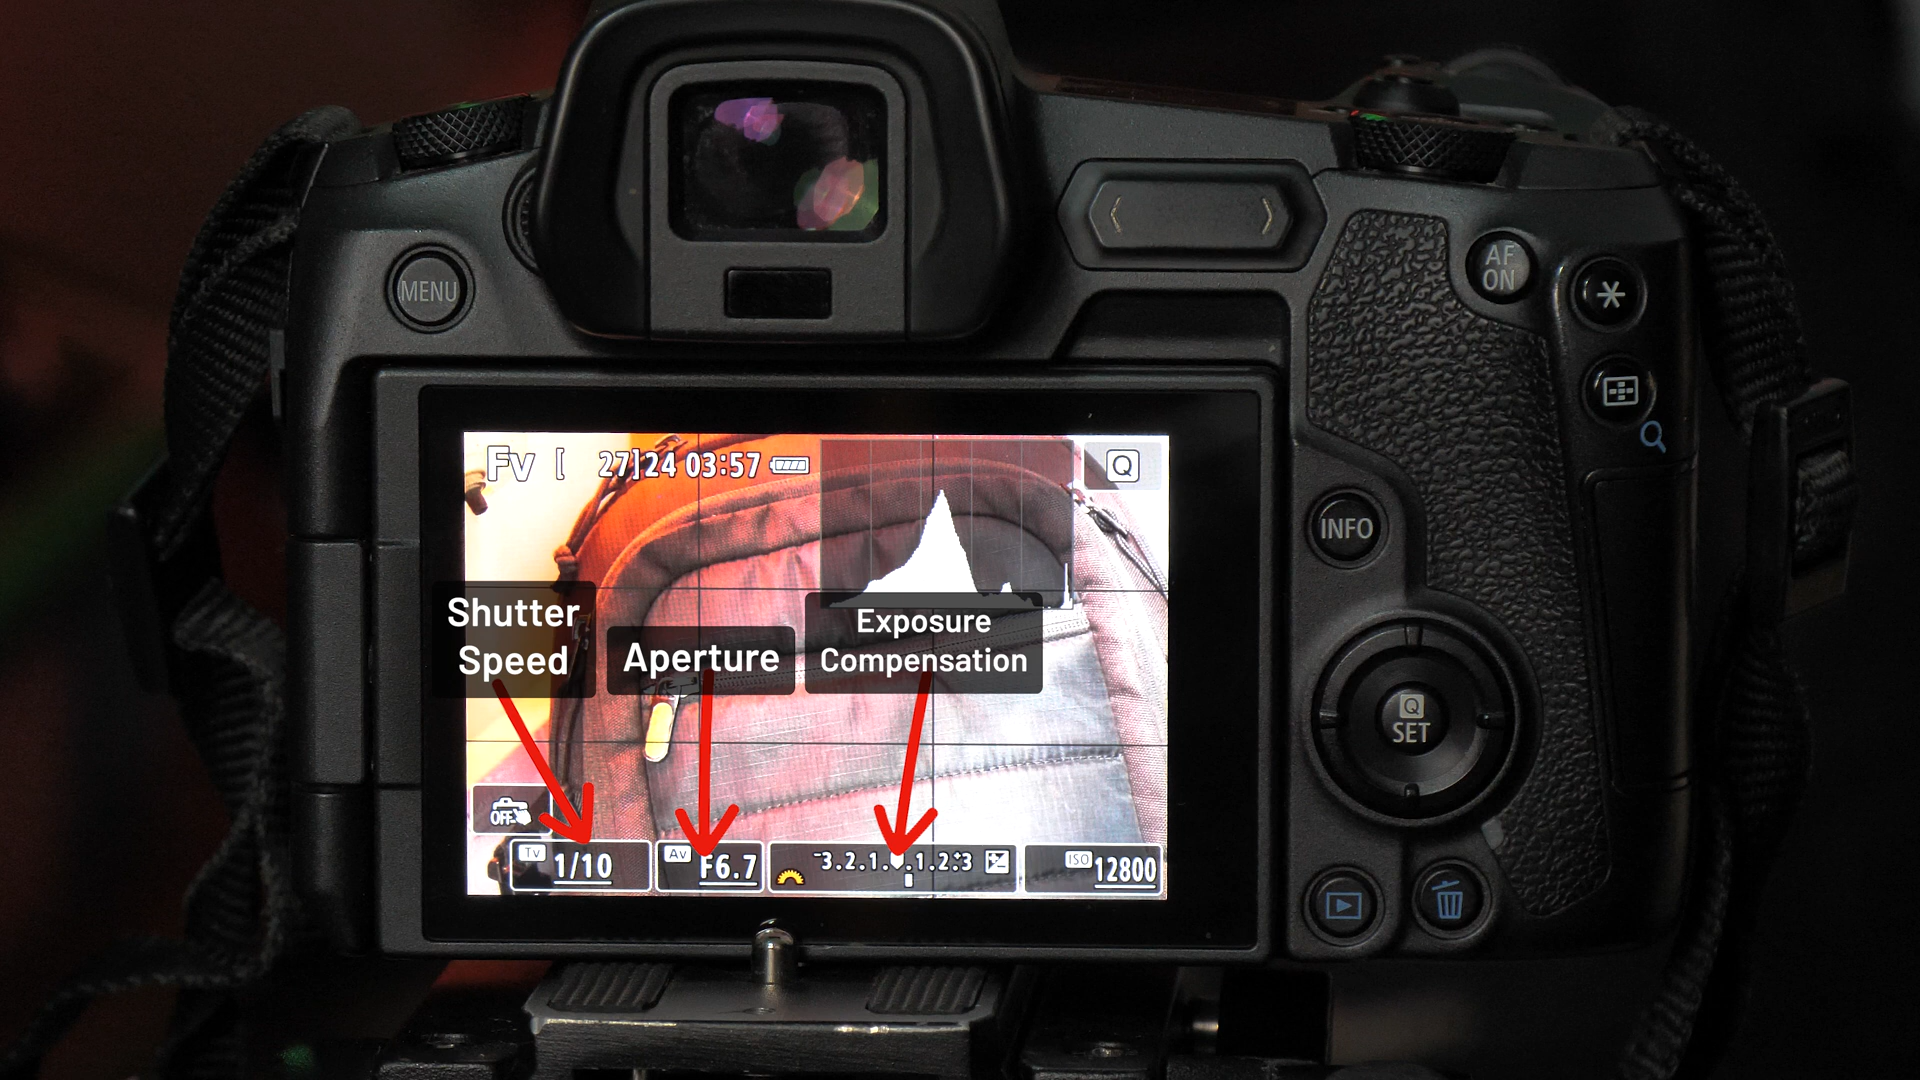 MENU
AF
ON
Fv [ 27]24 03:57
Q
INFO
Shutter
Speed
Aperture
Exposure
Compensation
Q
SET
OFF
Tv 1/10
Av F6.7
-3.2.1.0.1.2.+3
ISO 12800